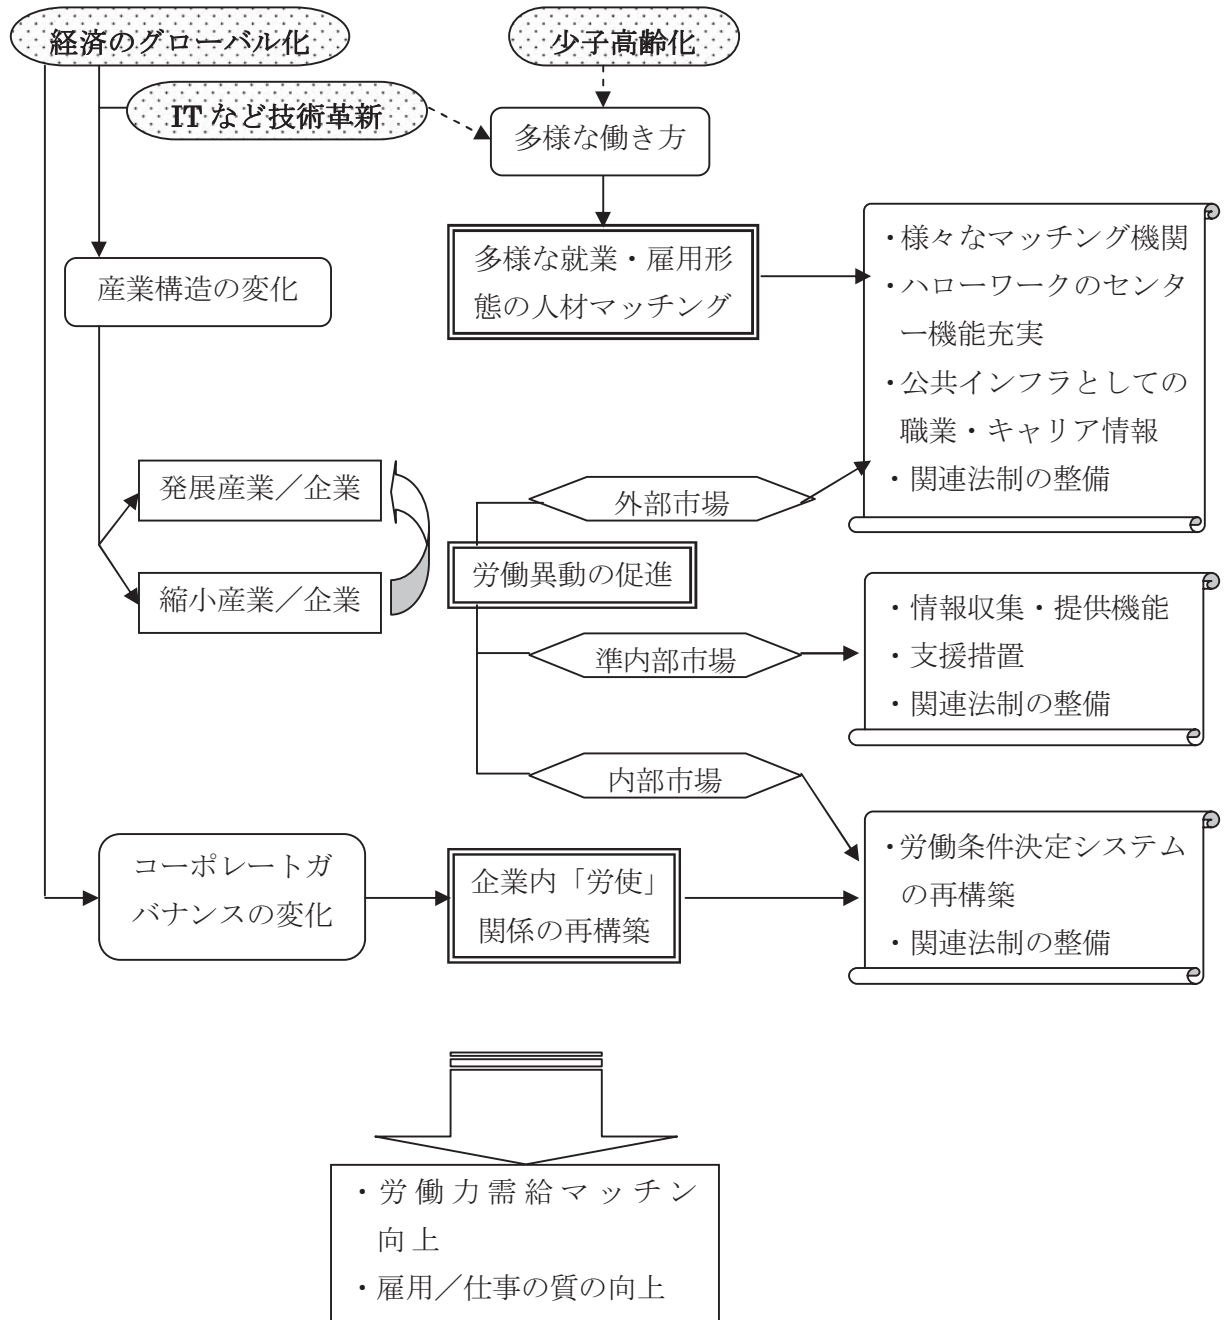 経済のグローバル化
少子高齢化
IT など技術革新
多様な働き方
多様な就業・雇用形
態の人材マッチング
・様々なマッチング機関
・ハローワークのセンタ
ー機能充実
・公共インフラとしての
職業・キャリア情報
・関連法制の整備
産業構造の変化
発展産業／企業
縮小産業／企業
外部市場
労働異動の促進
準内部市場
内部市場
・情報収集・提供機能
・支援措置
・関連法制の整備
コーポレートガ
バナンスの変化
企業内「労使」
関係の再構築
・労働条件決定システム
の再構築
・関連法制の整備
・労働力需給マッチン
向上
・雇用／仕事の質の向上